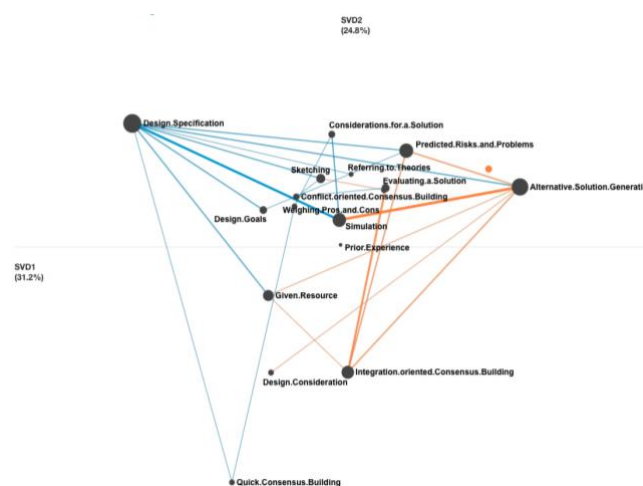 SVD2
(24.8%)
Design.Specification
Considerations.for.a.Solution
Predicted.Risks.and.Problems
Referring.to.Theories
Sketching
Evaluating.a.Solution
Alternative.Solution.Generati
Conflict.oriented.Consensus.Building
Weighing.Pros.and.Cons
Design.Goals
Simulation
Prior.Experience
SVD1
(31.2%)
Given.Resource
Integration.oriented.Consensus.Building
Design.Consideration
Quick.Consensus.Building